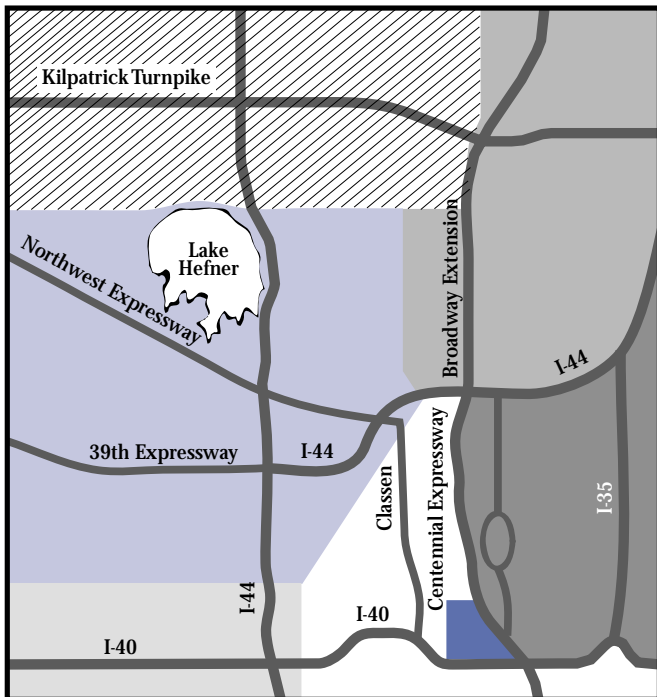 Kilpatrick Turnpike
Lake
Hefner
Northwest Expressway
Broadway Extension
I-44
39th Expressway
I-44
Classen
Centennial Expressway
I-35
I-44
I-40
I-40